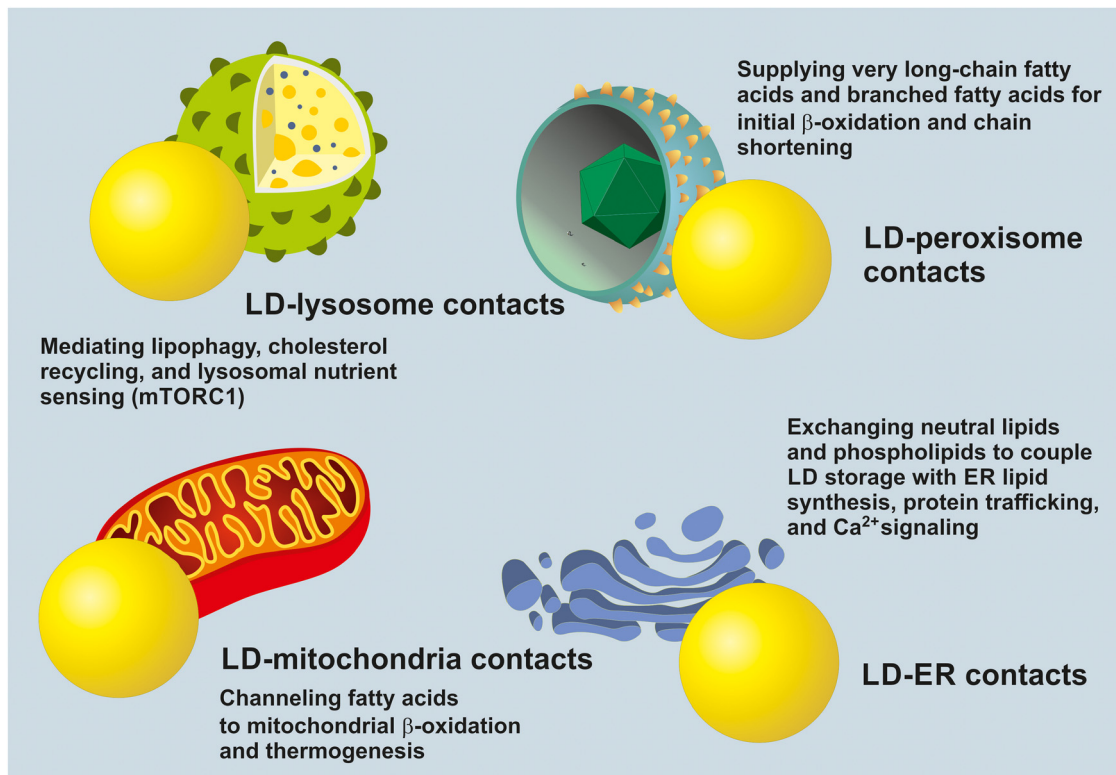 Supplying very long-chain fatty
acids and branched fatty acids for
initial β-oxidation and chain
shortening
LD-peroxisome
contacts
LD-lysosome contacts
Mediating lipophagy, cholesterol
recycling, and lysosomal nutrient
sensing (mTORC1)
Exchanging neutral lipids
and phospholipids to couple
LD storage with ER lipid
synthesis, protein trafficking,
and Ca²⁺signaling
LD-mitochondria contacts
Channeling fatty acids
to mitochondrial β-oxidation
and thermogenesis
LD-ER contacts